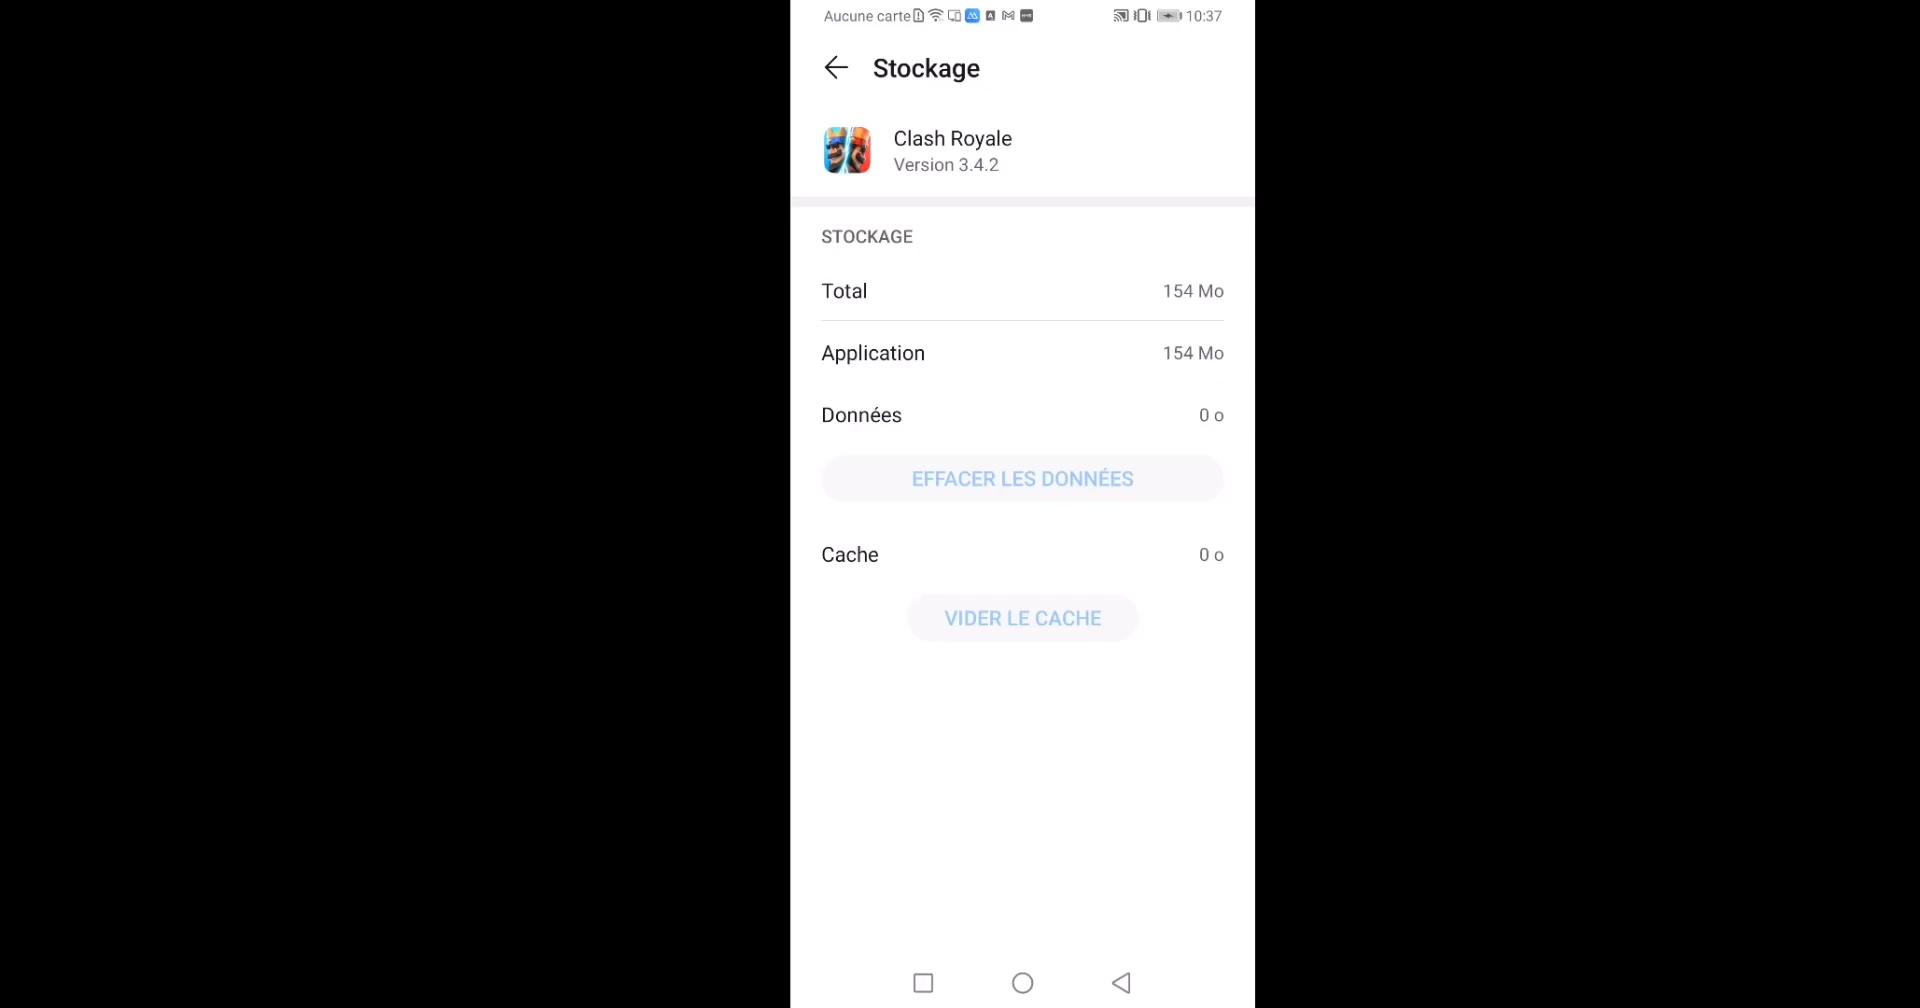 Aucune carte 10:37
Stockage
Clash Royale
Version 3.4.2
STOCKAGE
Total 154 Mo
Application 154 Mo
Données 0 o
EFFACER LES DONNÉES
Cache 0 o
VIDER LE CACHE